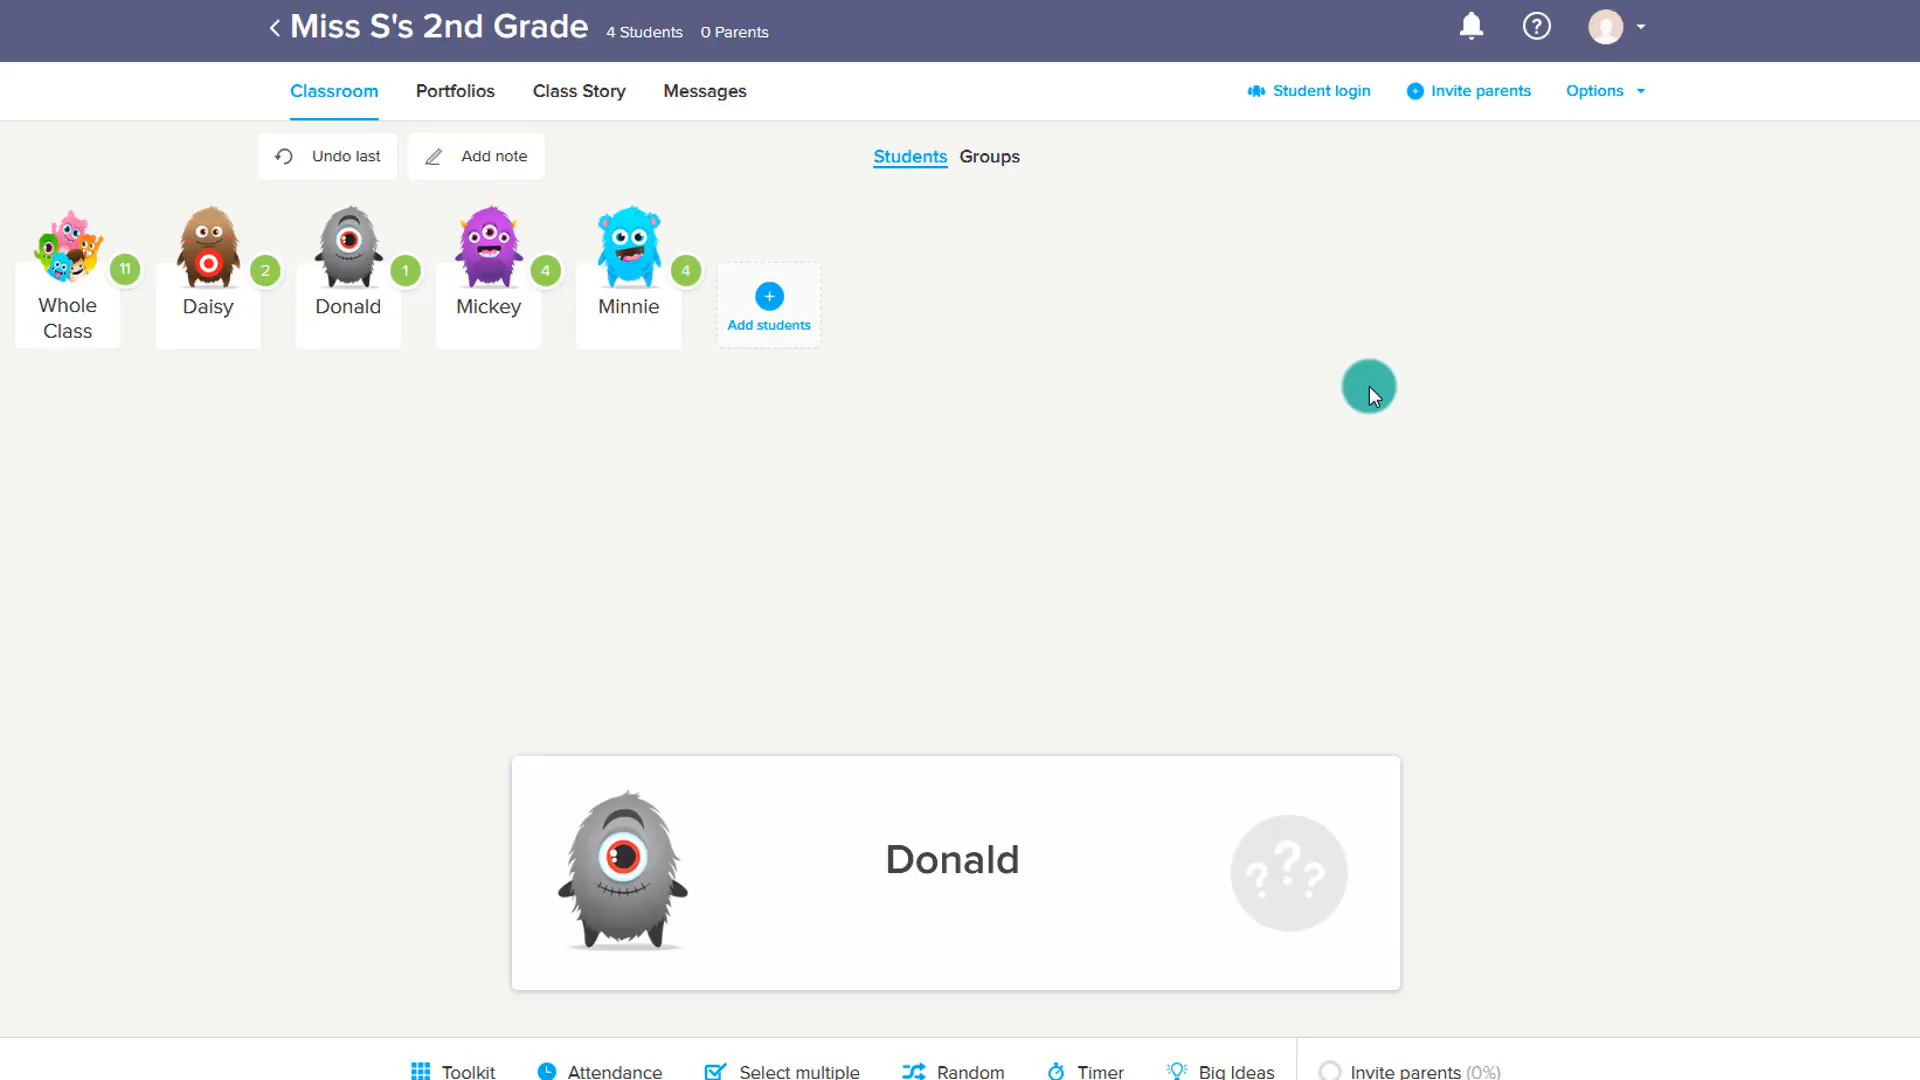 Miss S's 2nd Grade 4 Students 0 Parents
Classroom Portfolios Class Story Messages Student login Invite parents Options
Undo last Add note Students Groups
11 2 1 4 4
Whole Class Daisy Donald Mickey Minnie Add students
Donald ???
Toolkit Attendance Select multiple Random Timer Big Ideas Invite parents (0%)